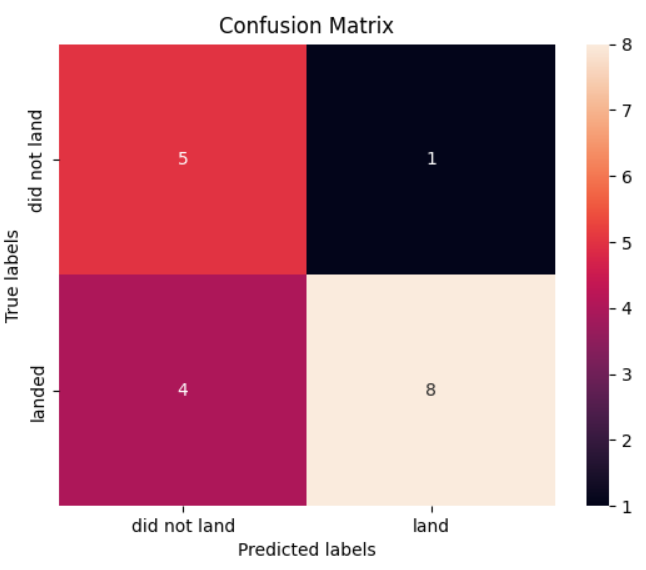 Confusion Matrix
did not land
landed
True labels
5
1
4
8
did not land
land
Predicted labels
8
7
6
5
4
3
2
1